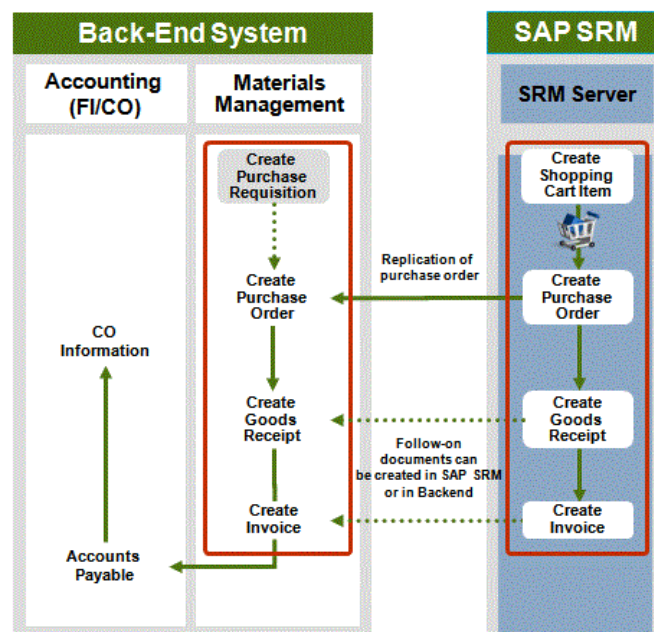 Back-End System
SAP SRM
Accounting
(FI/CO)
Materials
Management
SRM Server
Create
Purchase
Requisition
Create
Shopping
Cart Item
Replication of
purchase order
Create
Purchase
Order
Create
Purchase
Order
CO
Information
Create
Goods
Receipt
Create
Goods
Receipt
Follow-on
documents can
be created in SAP SRM
or in Backend
Create
Invoice
Create
Invoice
Accounts
Payable